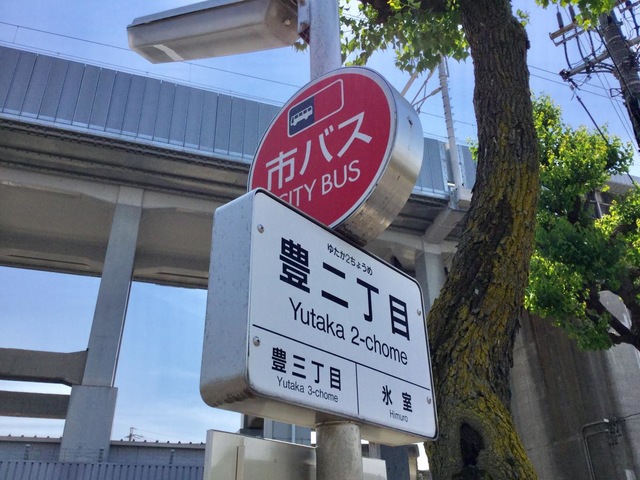 市バス
CITY BUS
ゆたか2ちょうめ
豊二丁目
Yutaka 2-chome
豊三丁目
Yutaka 3-chome
氷室
Himuro